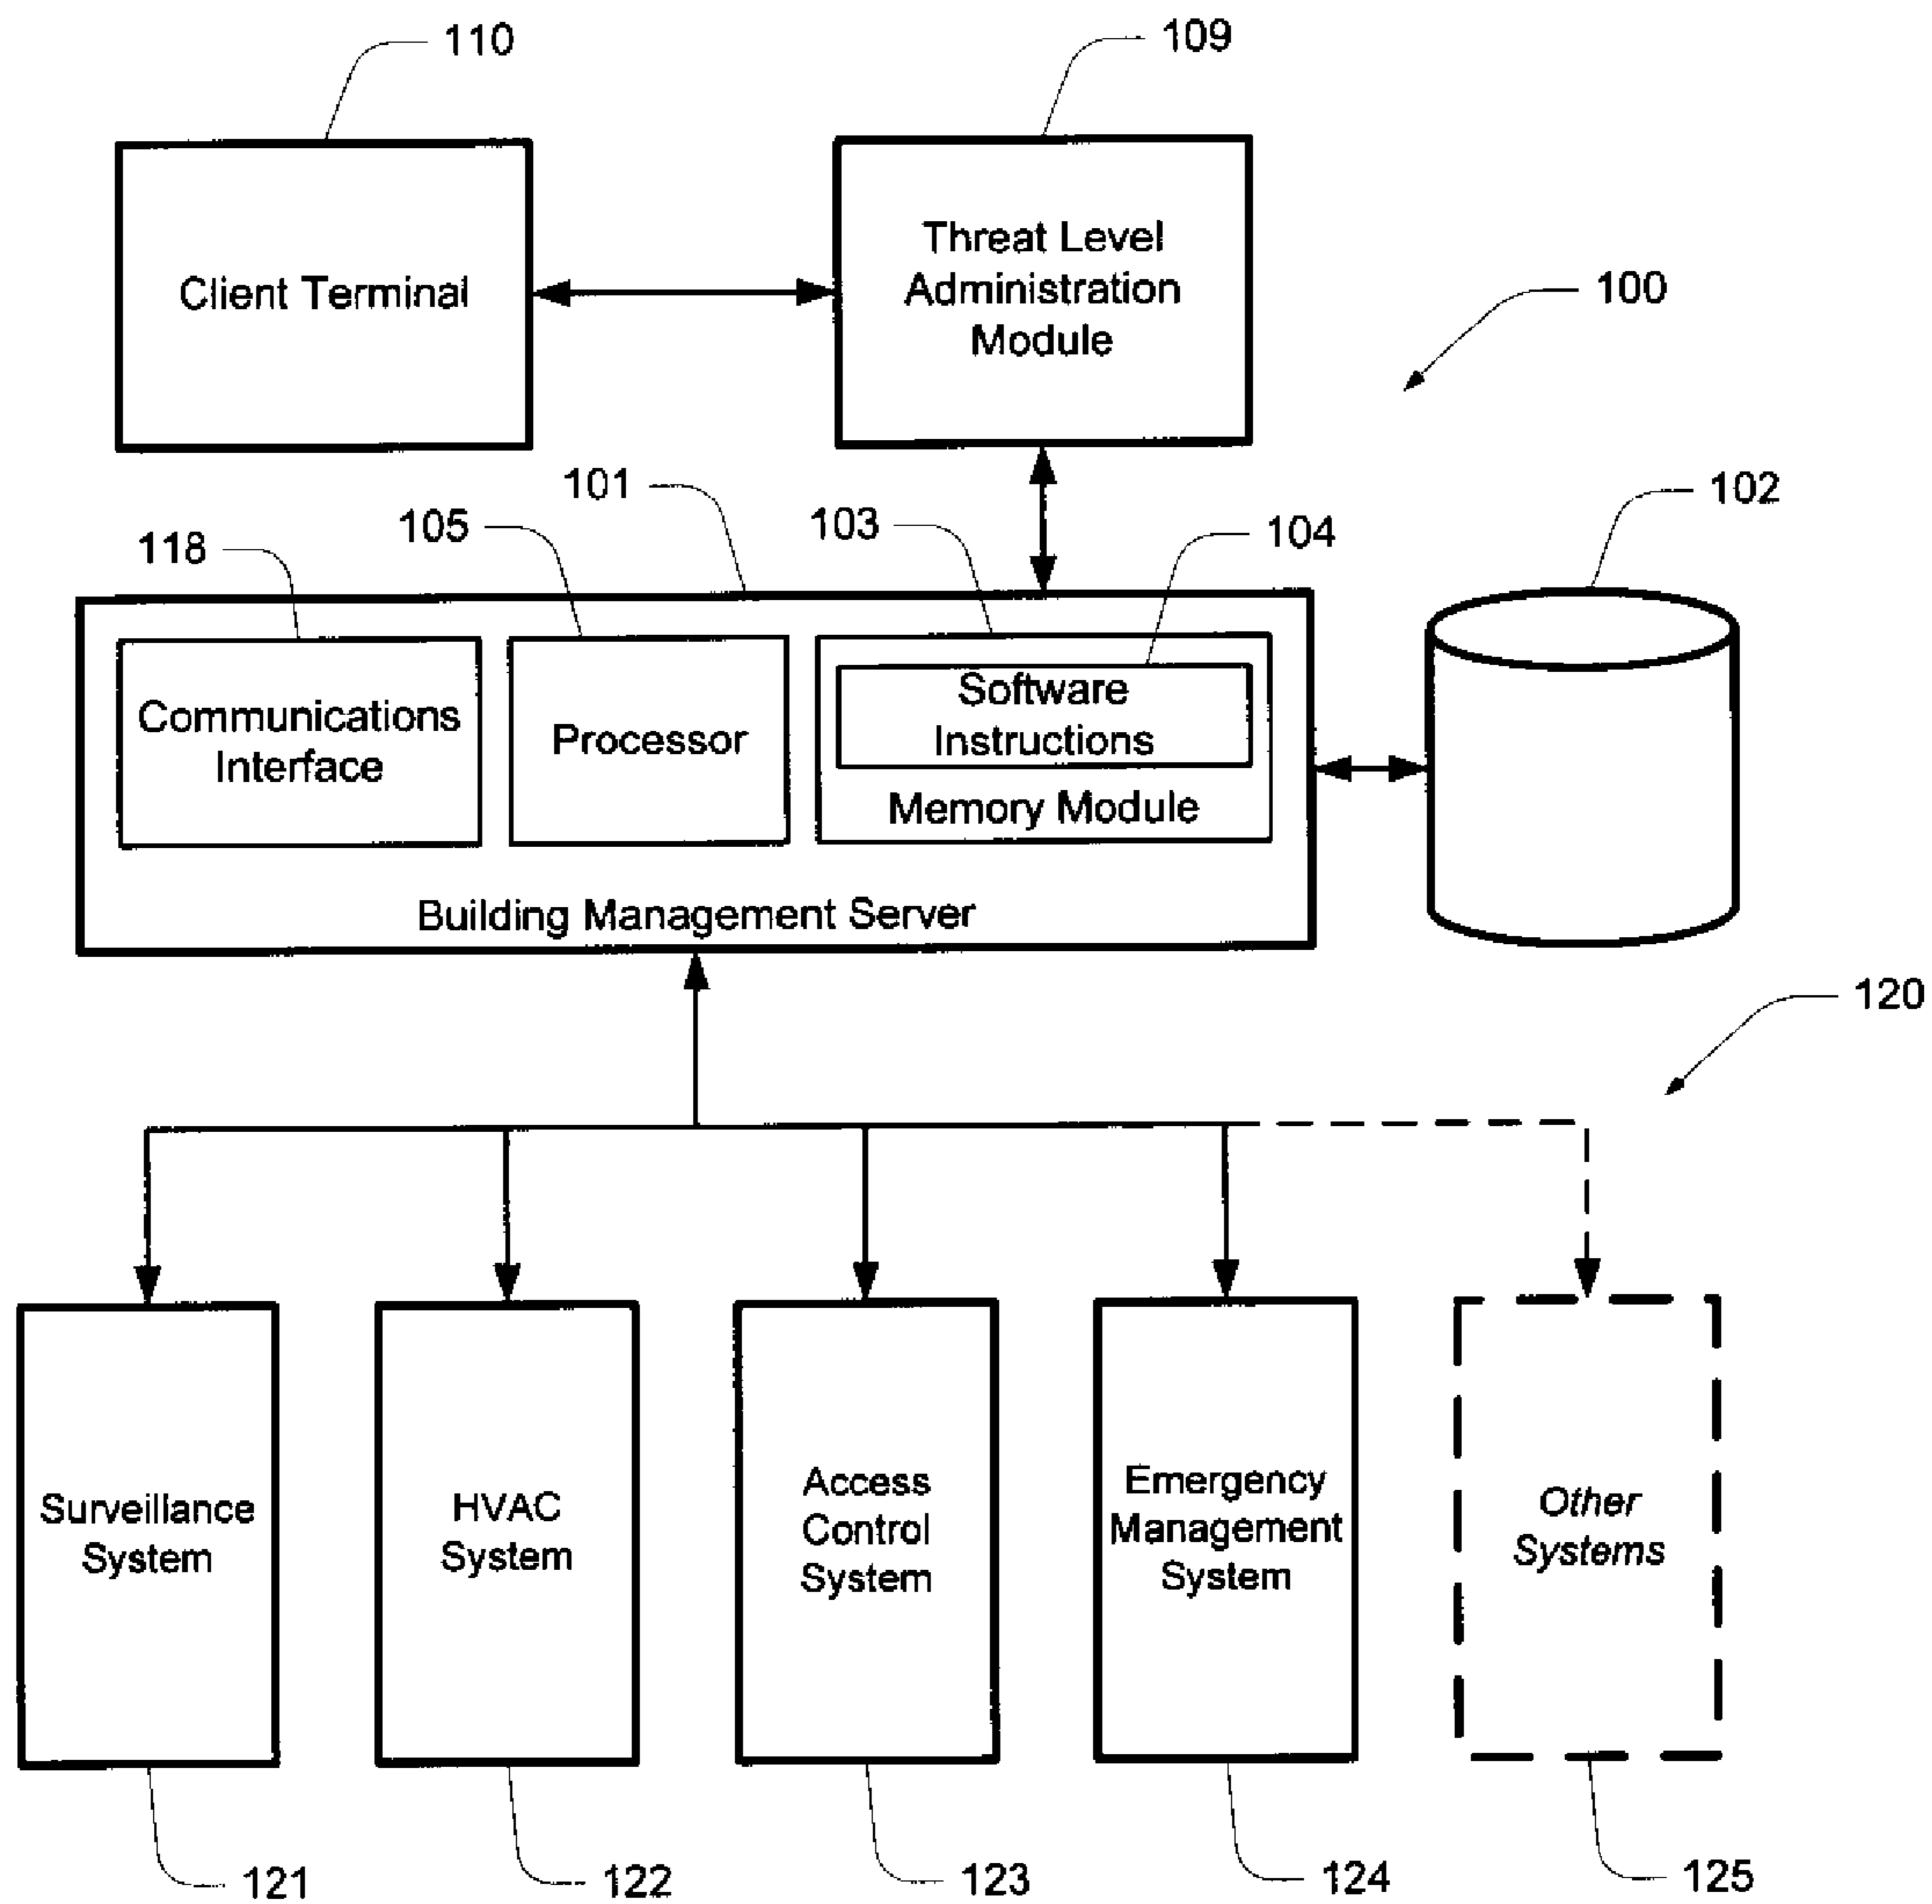 110
109
Client Terminal
Threat Level
Administration
Module
100
101
102
105
103
104
118
Communications
Interface
Processor
Software
Instructions
Memory Module
Building Management Server
120
Surveillance
System
HVAC
System
Access
Control
System
Emergency
Management
System
Other
Systems
121
122
123
124
125